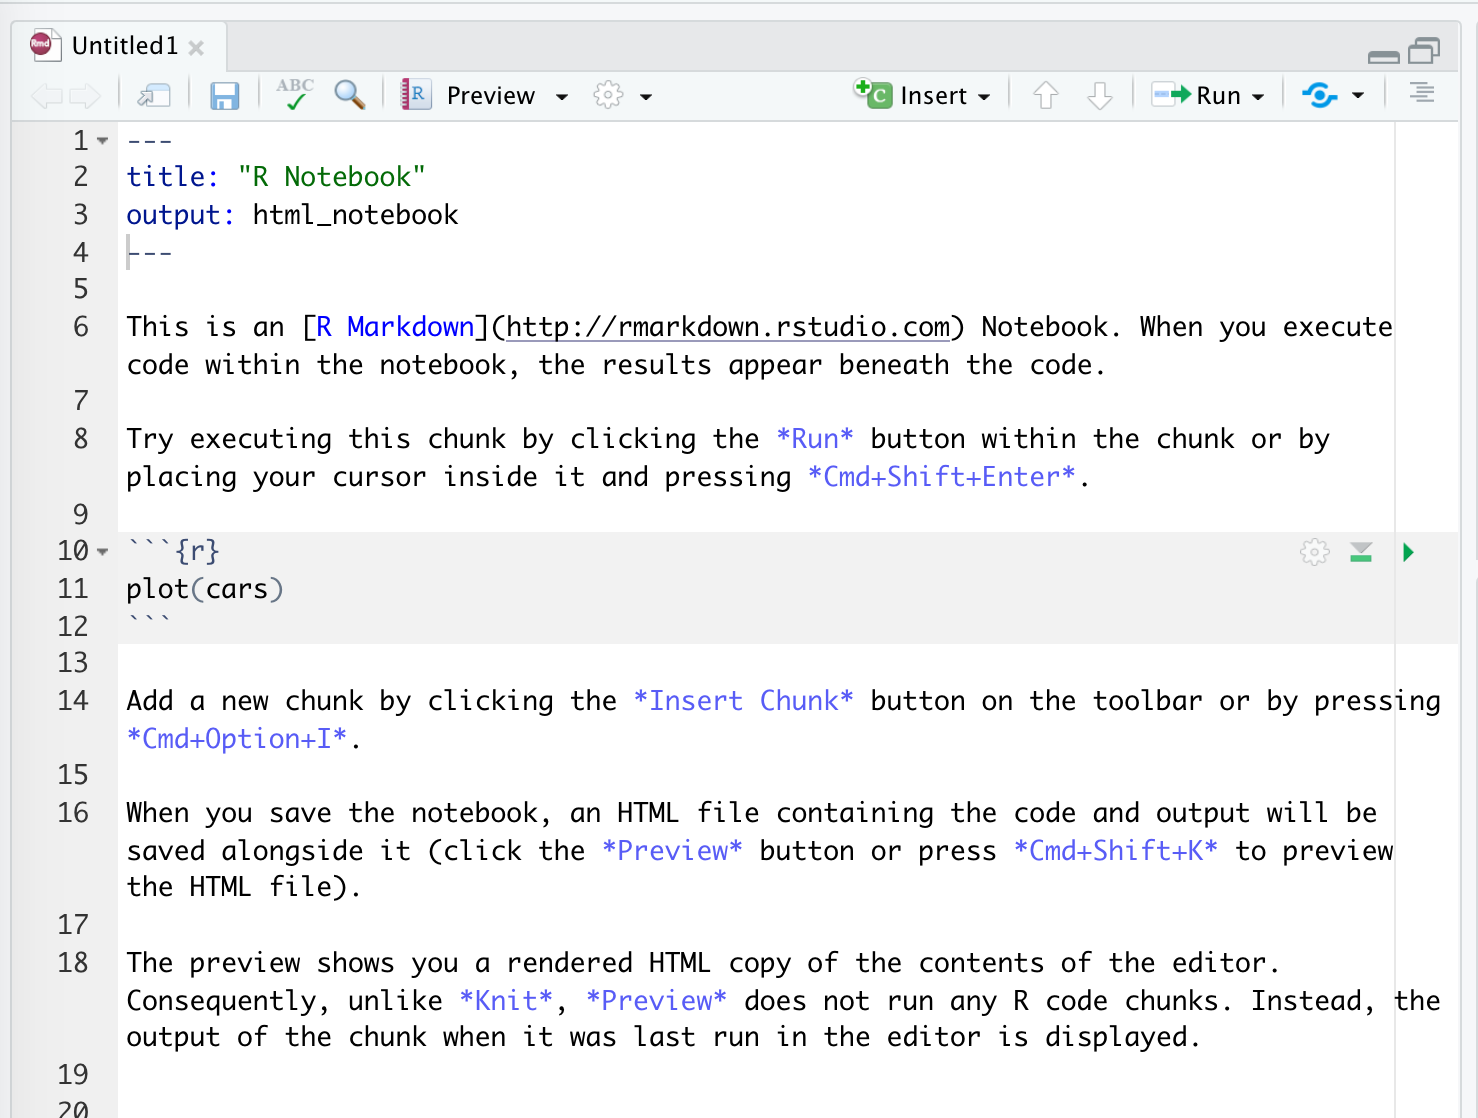 Rmd Untitled1
ABC R Preview C Insert Run
1 ---
2 title: "R Notebook"
3 output: html_notebook
4 ---
5
6 This is an [R Markdown](http://rmarkdown.rstudio.com) Notebook. When you execute
code within the notebook, the results appear beneath the code.
7
8 Try executing this chunk by clicking the *Run* button within the chunk or by
placing your cursor inside it and pressing *Cmd+Shift+Enter*.
9
10 ```{r}
11 plot(cars)
12 ```
13
14 Add a new chunk by clicking the *Insert Chunk* button on the toolbar or by pressing
*Cmd+Option+I*.
15
16 When you save the notebook, an HTML file containing the code and output will be
saved alongside it (click the *Preview* button or press *Cmd+Shift+K* to preview
the HTML file).
17
18 The preview shows you a rendered HTML copy of the contents of the editor.
Consequently, unlike *Knit*, *Preview* does not run any R code chunks. Instead, the
output of the chunk when it was last run in the editor is displayed.
19
20